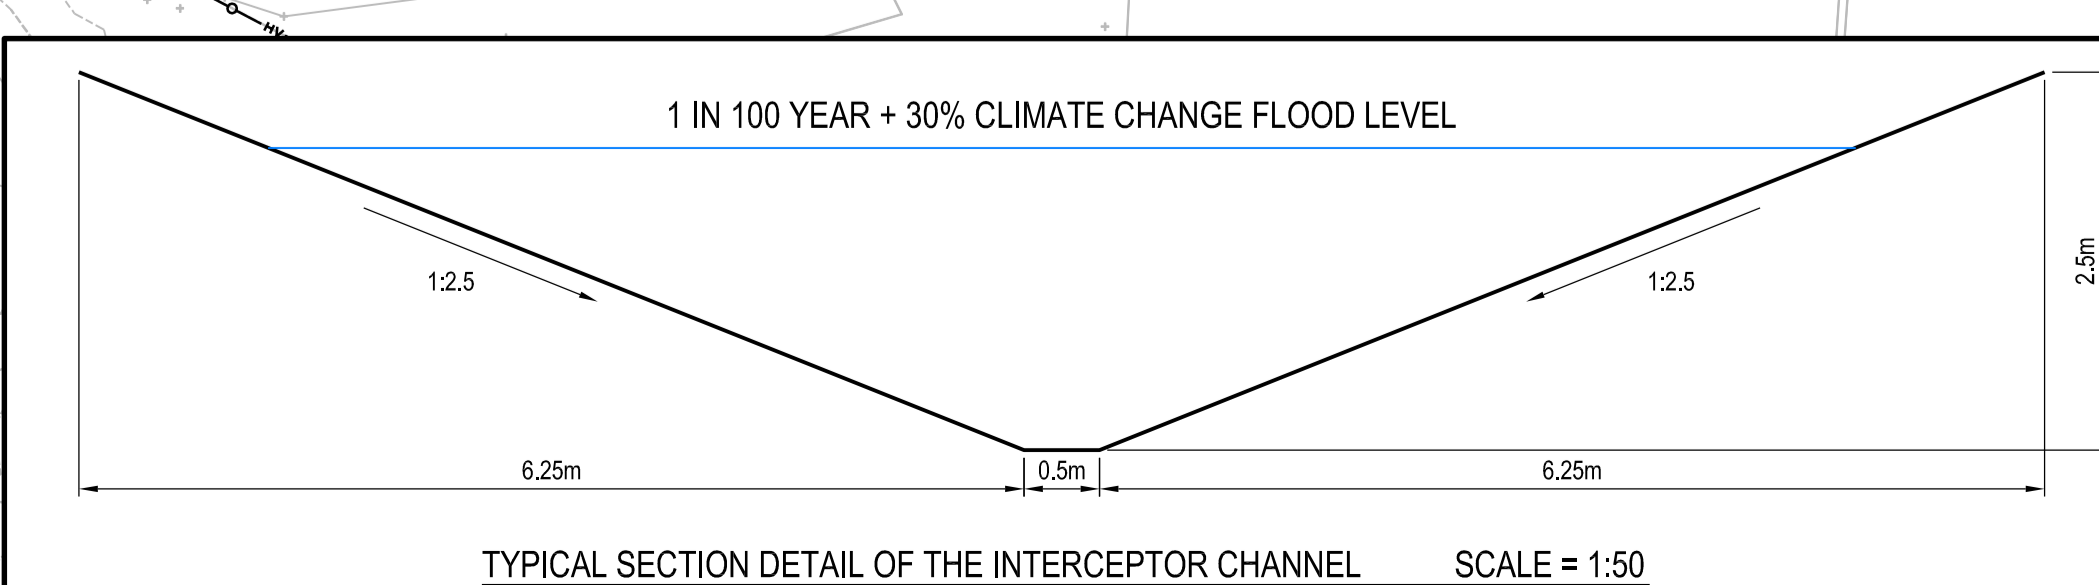 HV
1 IN 100 YEAR + 30% CLIMATE CHANGE FLOOD LEVEL
1:2.5
1:2.5
2.5m
6.25m
0.5m
6.25m
TYPICAL SECTION DETAIL OF THE INTERCEPTOR CHANNEL SCALE = 1:50